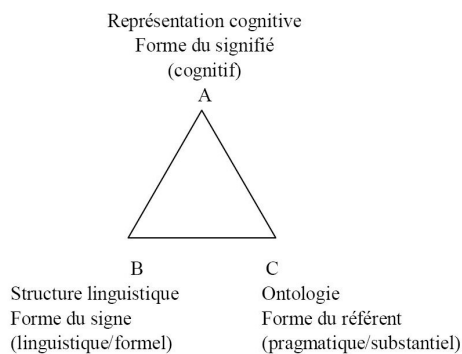 Représentation cognitive
Forme du signifié
(cognitif)
A
B
C
Structure linguistique
Forme du signe
(linguistique/formel)
Ontologie
Forme du référent
(pragmatique/substantiel)